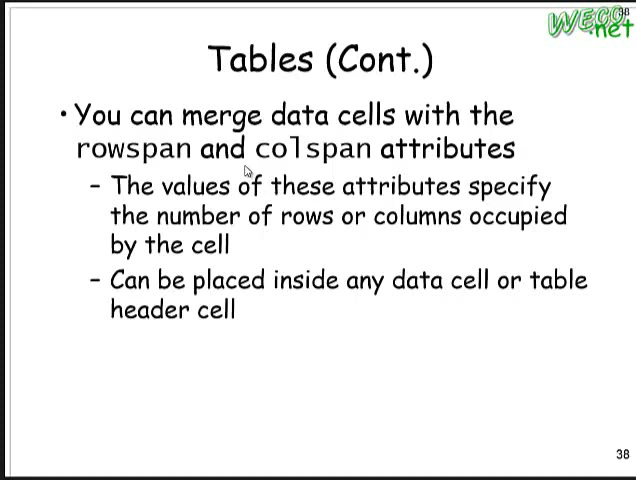 38
WECO
.net
Tables (Cont.)
• You can merge data cells with the
rowspan and colspan attributes
– The values of these attributes specify
the number of rows or columns occupied
by the cell
– Can be placed inside any data cell or table
header cell
38